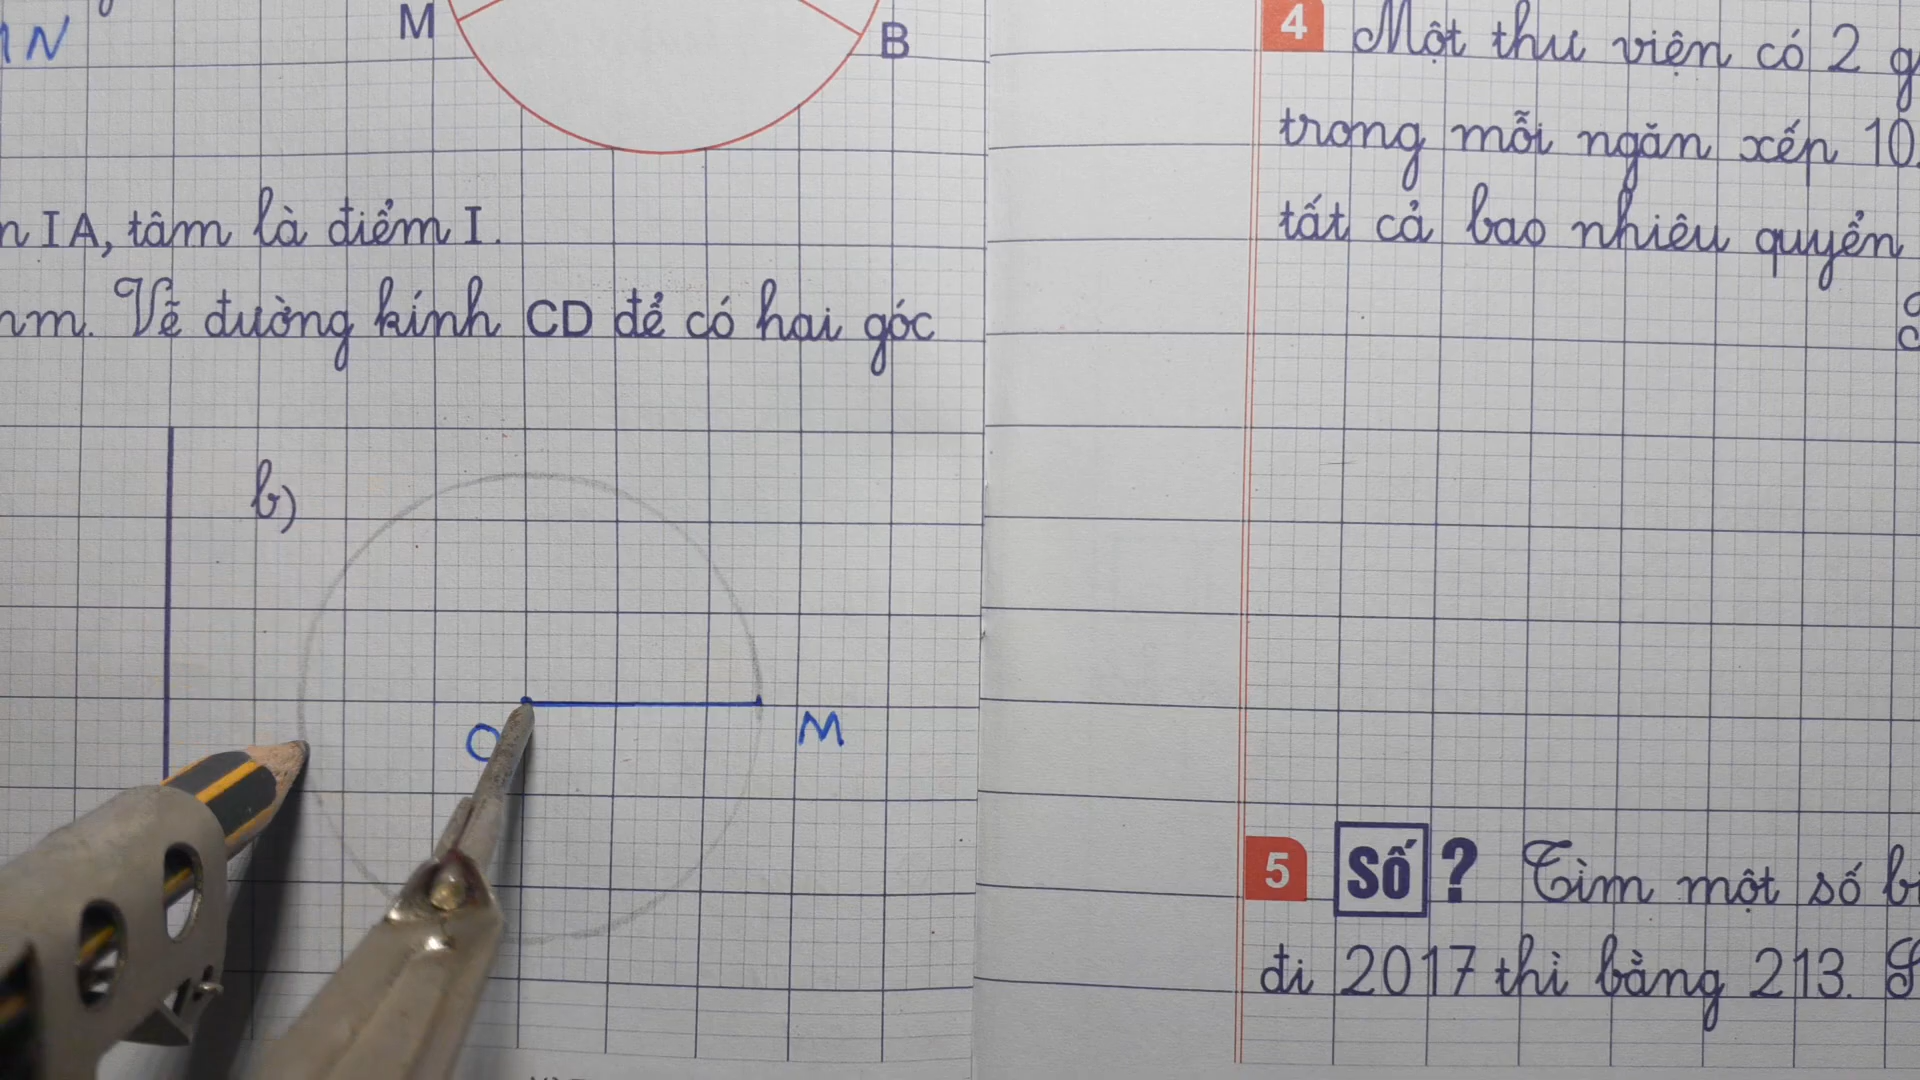 N
M
B
IA, tâm là điểm I.
Vẽ đường kính CD để có hai góc
b)
O
M
4 Một thư viện có 2
trong mỗi ngăn xếp 10
tất cả bao nhiêu quyển
5 Số ? Tìm một số
đi 2017 thì bằng 213.